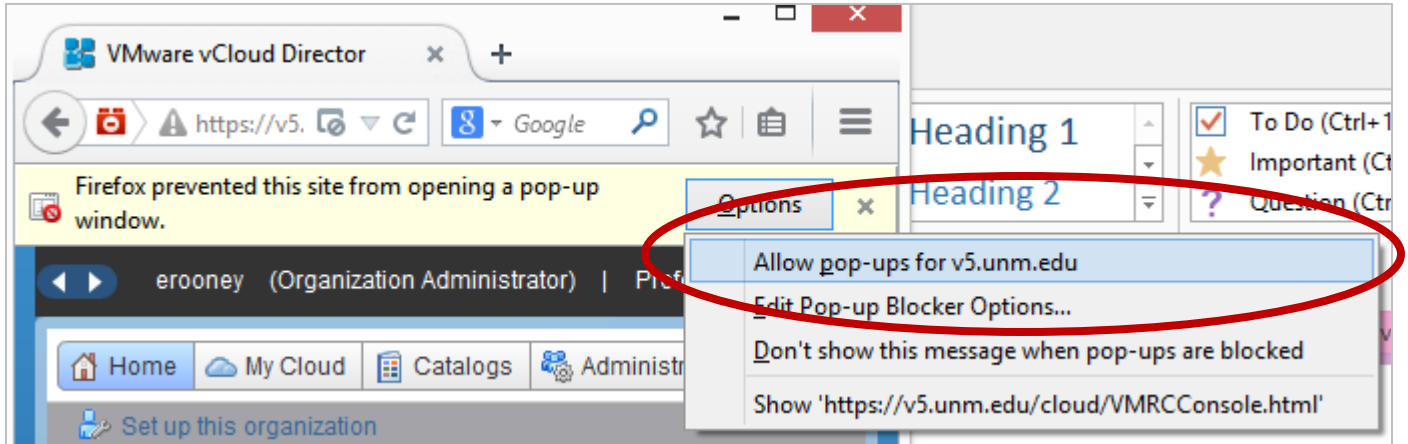 VMware vCloud Director
https://v5.
Google
Heading 1
To Do (Ctrl+1
Important (Ct
Heading 2
Question (Ctr
Firefox prevented this site from opening a pop-up
window.
Options
Allow pop-ups for v5.unm.edu
erooney (Organization Administrator) |
Edit Pop-up Blocker Options...
Don't show this message when pop-ups are blocked
Home
My Cloud
Catalogs
Administr
Show 'https://v5.unm.edu/cloud/VMRCConsole.html'
Set up this organization